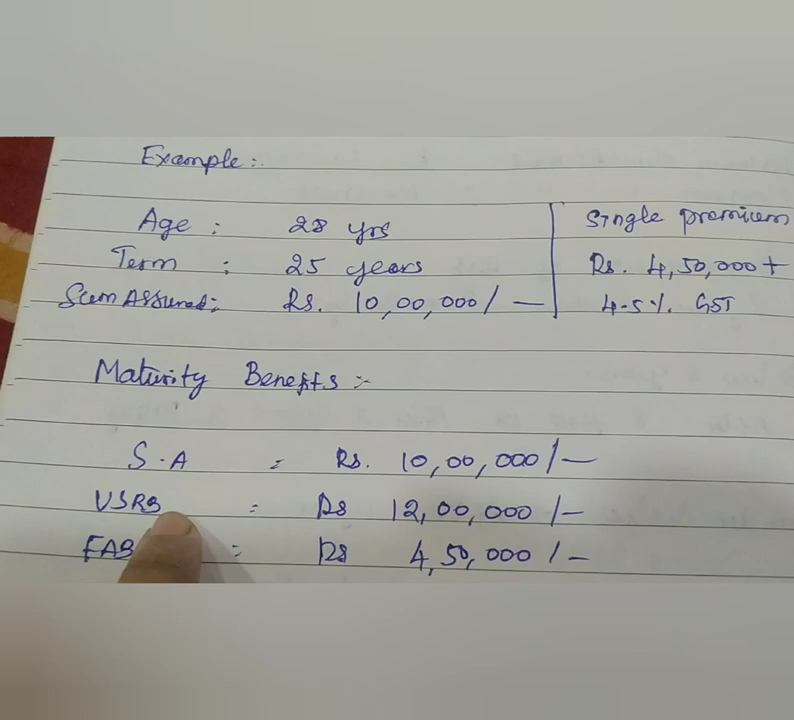 Example:
Age : 28 yrs
Term : 25 years
Sum Assured: Rs. 10,00,000/-
Single premium
Rs. 4,50,000+
4.5%. GST
Maturity Benefits :-
S.A = Rs. 10,00,000/-
VSRB = Rs 12,00,000/-
FAB = Rs 4,50,000/-